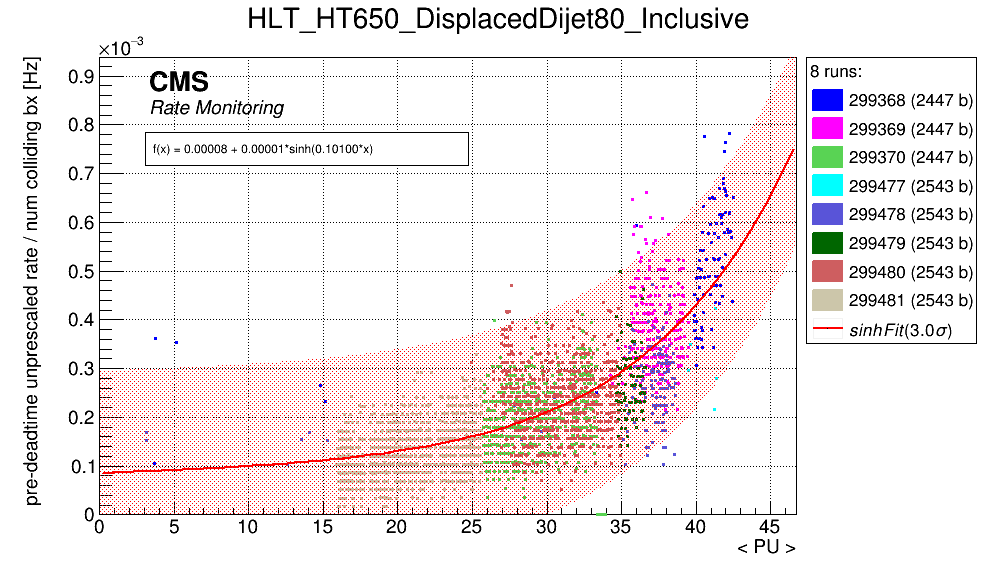 HLT_HT650_DisplacedDijet80_Inclusive
×10⁻³
pre-deadtime unprescaled rate / num colliding bx [Hz]
0.9
0.8
0.7
0.6
0.5
0.4
0.3
0.2
0.1
0
CMS
Rate Monitoring
f(x) = 0.00008 + 0.00001*sinh(0.10100*x)
0 5 10 15 20 25 30 35 40 45
< PU >
8 runs:
299368 (2447 b)
299369 (2447 b)
299370 (2447 b)
299477 (2543 b)
299478 (2543 b)
299479 (2543 b)
299480 (2543 b)
299481 (2543 b)
sinhFit(3.0σ)